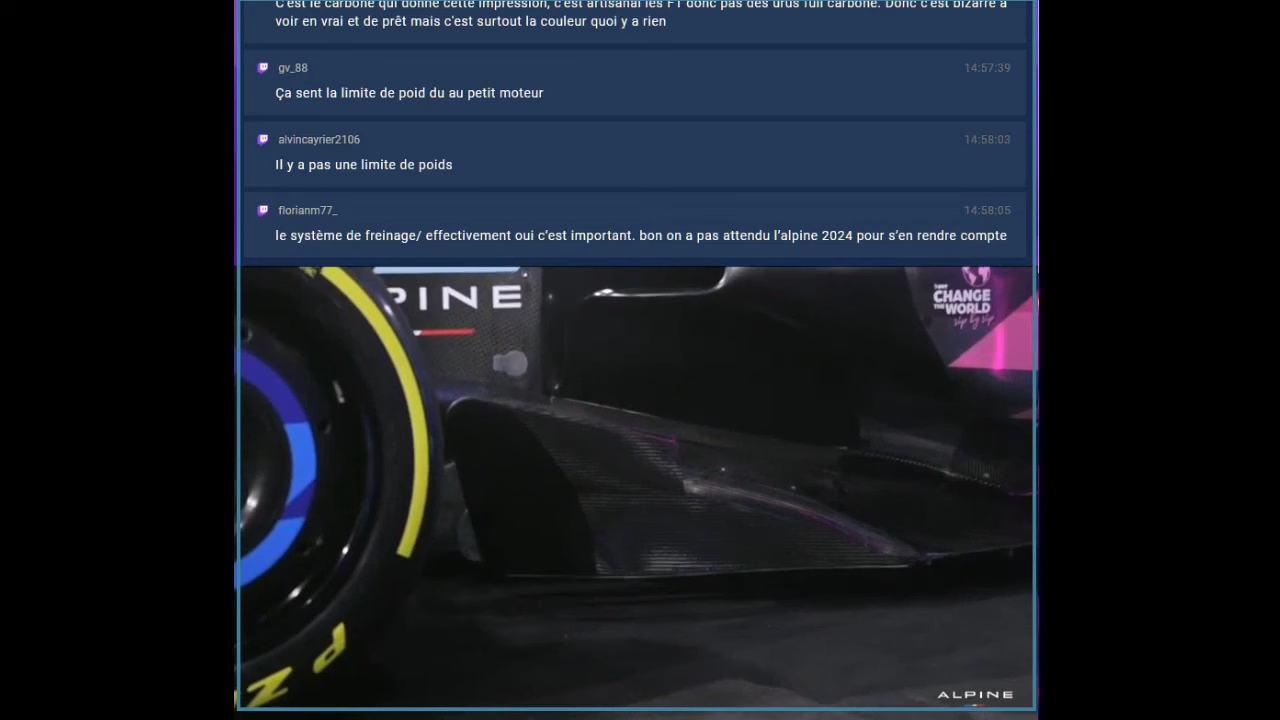 C'est le carbone qui donne cette impression, c'est artisanal les F1 donc pas des urus full carbone. Donc c'est bizarre à
voir en vrai et de prêt mais c'est surtout la couleur quoi y a rien
gv_88 14:57:39
Ça sent la limite de poid du au petit moteur
alvincayrier2106 14:58:03
Il y a pas une limite de poids
florianm77_ 14:58:05
le système de freinage/ effectivement oui c'est important. bon on a pas attendu l'alpine 2024 pour s'en rendre compte
PINE
CHANGE
THE WORLD
sip by sip
P Z
ALPINE